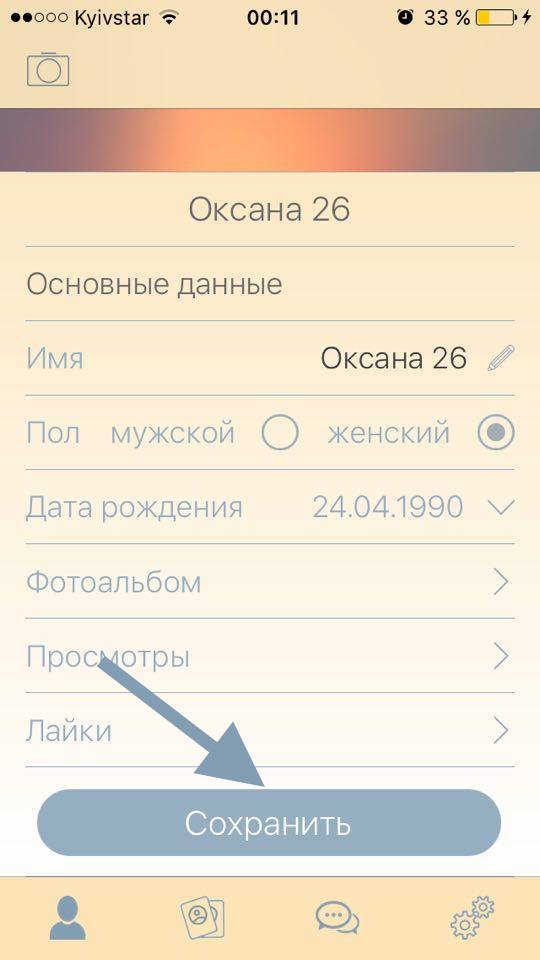 Kyivstar 00:11 33 %
Оксана 26
Основные данные
Имя Оксана 26
Пол мужской женский
Дата рождения 24.04.1990
Фотоальбом
Просмотры
Лайки
Сохранить